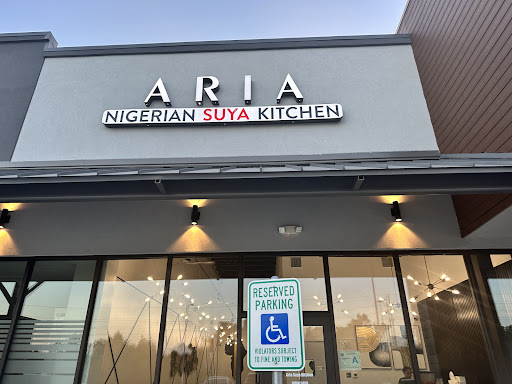 ARIA
NIGERIAN SUYA KITCHEN
RESERVED
PARKING
VIOLATORS SUBJECT
TO FINE AND TOWING
A